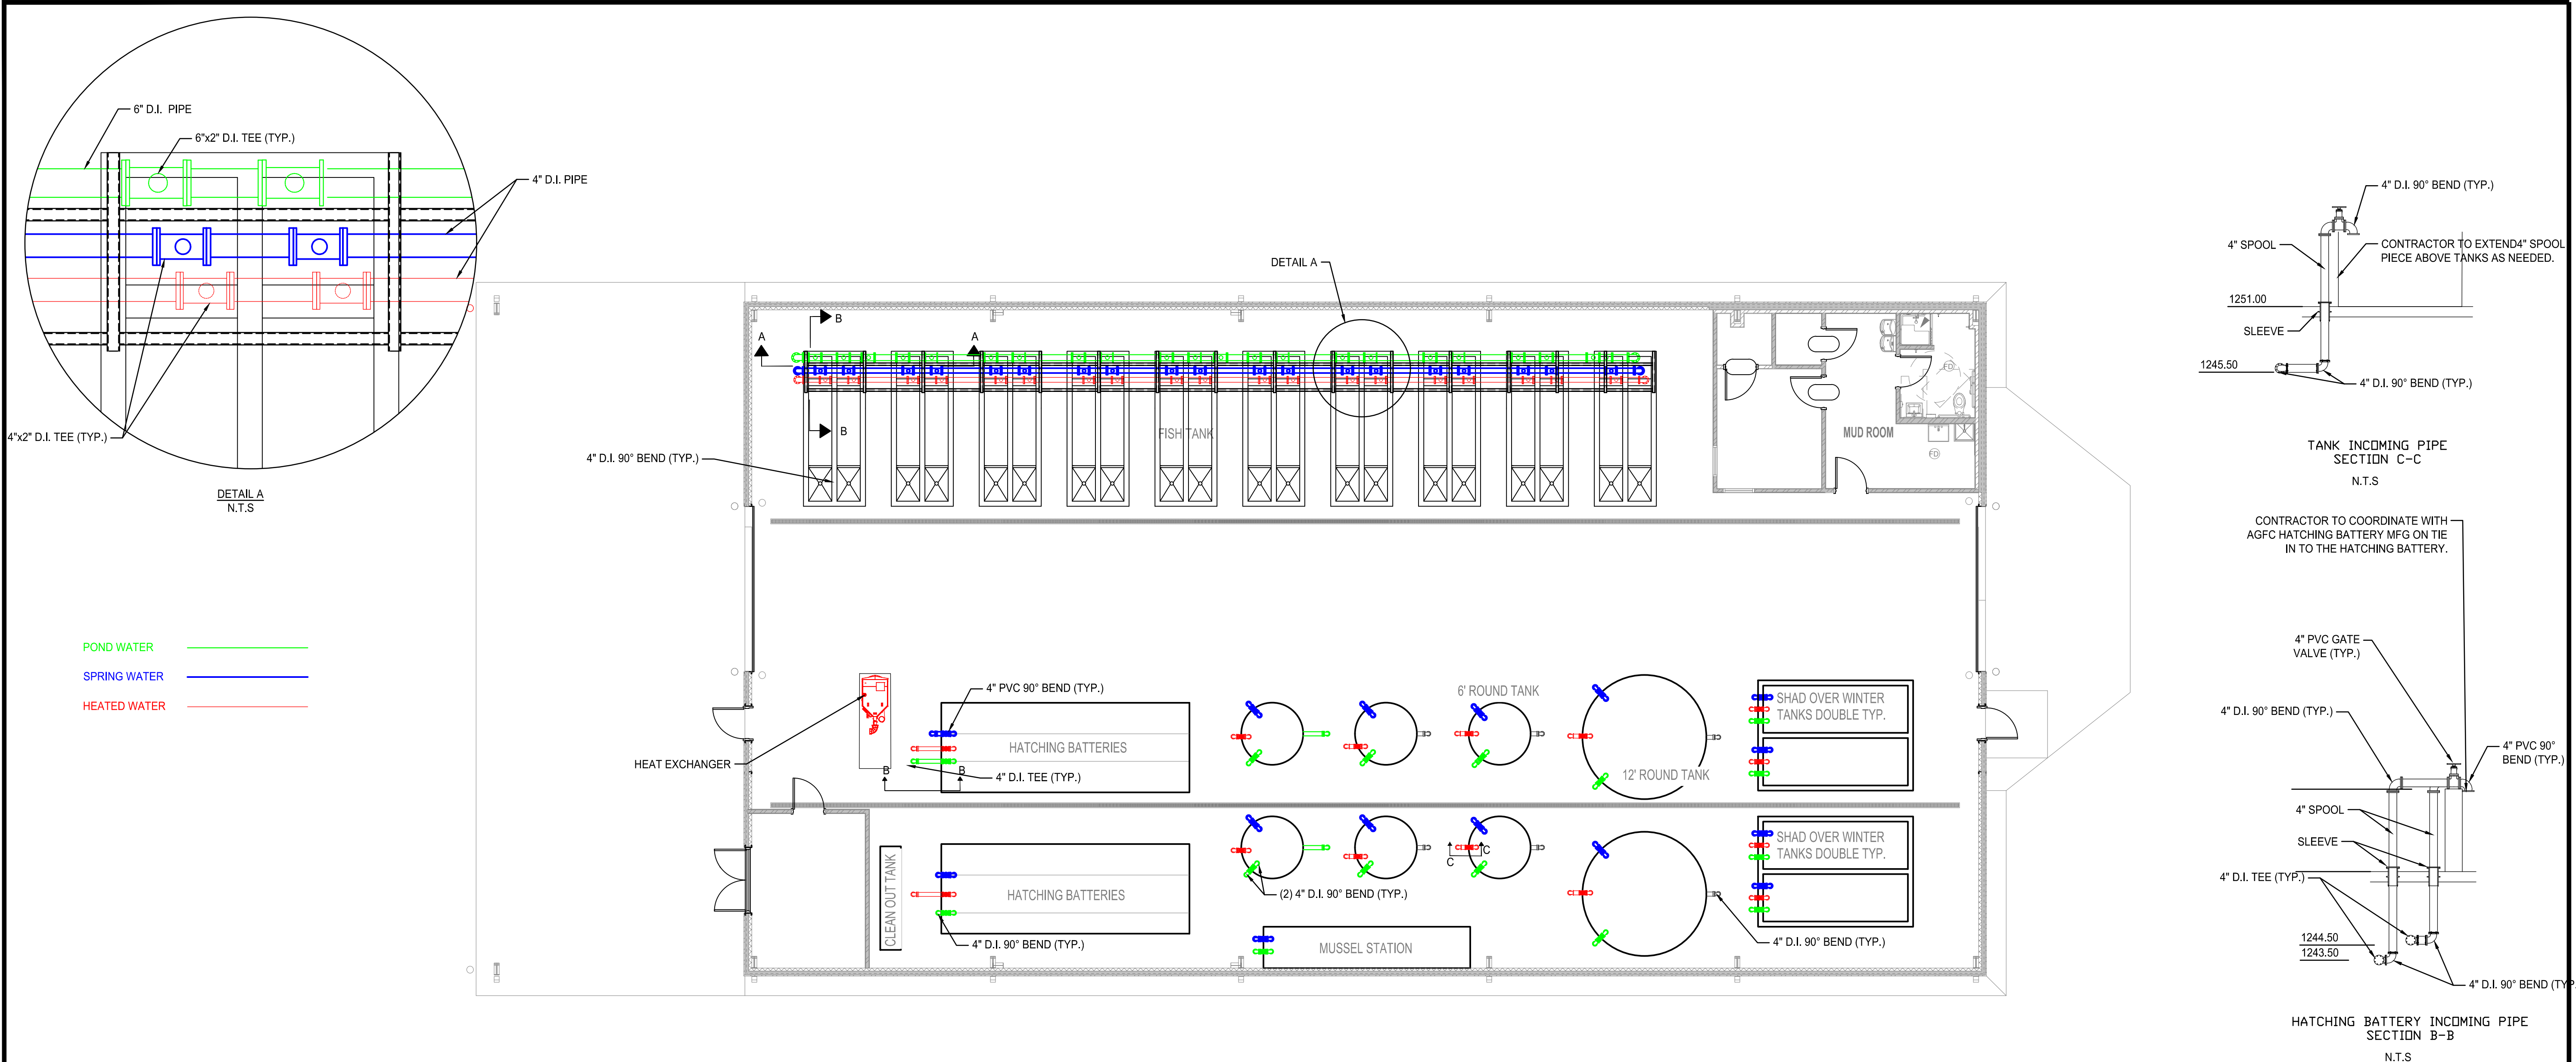 6" D.I. PIPE
6"x2" D.I. TEE (TYP.)
4" D.I. PIPE
4"x2" D.I. TEE (TYP.)
DETAIL A
N.T.S
POND WATER
SPRING WATER
HEATED WATER
DETAIL A
A
A
B
B
FISH TANK
4" D.I. 90° BEND (TYP.)
MUD ROOM
FD
FD
HEAT EXCHANGER
4" PVC 90° BEND (TYP.)
HATCHING BATTERIES
B
B
4" D.I. TEE (TYP.)
6' ROUND TANK
12' ROUND TANK
SHAD OVER WINTER
TANKS DOUBLE TYP.
CLEAN OUT TANK
HATCHING BATTERIES
4" D.I. 90° BEND (TYP.)
(2) 4" D.I. 90° BEND (TYP.)
C
C
MUSSEL STATION
SHAD OVER WINTER
TANKS DOUBLE TYP.
4" D.I. 90° BEND (TYP.)
4" D.I. 90° BEND (TYP.)
4" SPOOL
CONTRACTOR TO EXTEND4" SPOOL
PIECE ABOVE TANKS AS NEEDED.
1251.00
SLEEVE
1245.50
4" D.I. 90° BEND (TYP.)
TANK INCOMING PIPE
SECTION C-C
N.T.S
CONTRACTOR TO COORDINATE WITH
AGFC HATCHING BATTERY MFG ON TIE
IN TO THE HATCHING BATTERY.
4" PVC GATE
VALVE (TYP.)
4" D.I. 90° BEND (TYP.)
4" PVC 90°
BEND (TYP.)
4" SPOOL
SLEEVE
4" D.I. TEE (TYP.)
1244.50
1243.50
4" D.I. 90° BEND (TYP.
HATCHING BATTERY INCOMING PIPE
SECTION B-B
N.T.S